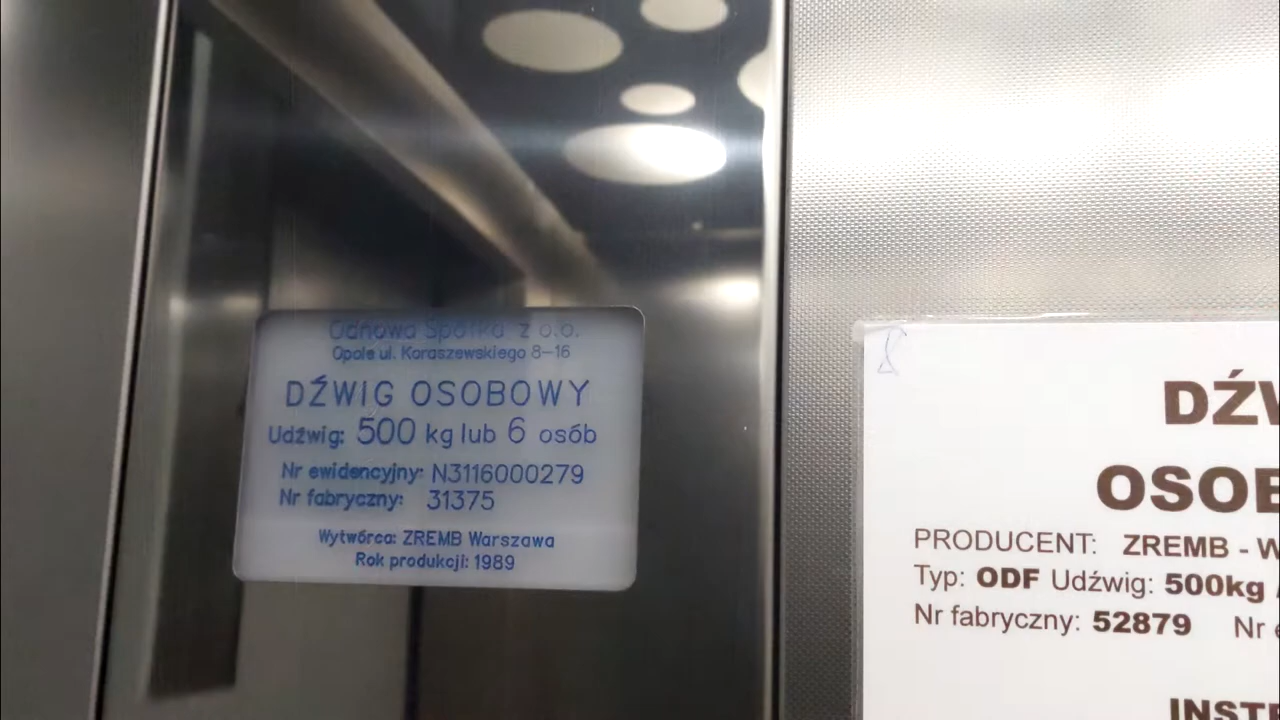 Odnowa Spółka z o.o.
Opole ul. Koraszewskiego 8-16
DŹWIG OSOBOWY
Udźwig: 500 kg lub 6 osób
Nr ewidencyjny: N3116000279
Nr fabryczny: 31375
Wytwórca: ZREMB Warszawa
Rok produkcji: 1989
DŹW
OSOB
PRODUCENT: ZREMB - W
Typ: ODF Udźwig: 500kg
Nr fabryczny: 52879 Nr e
INST